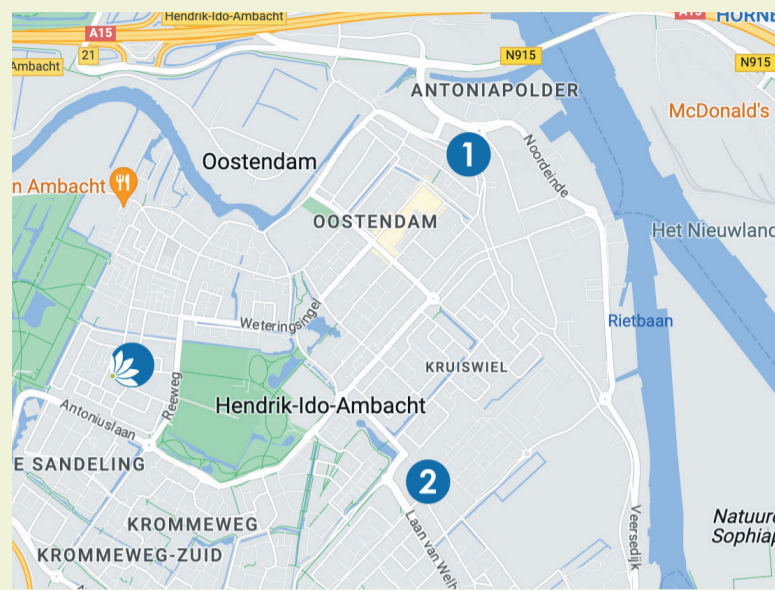 Hendrik-Ido-Ambacht
A15
21
Ambacht
A15
HORNE
N915
N915
ANTONIAPOLDER
McDonald's
1
Noordeinde
Oostendam
n Ambacht
OOSTENDAM
Het Nieuwland
Rietbaan
Weteringsingel
KRUISWIEL
Reeweg
Hendrik-Ido-Ambacht
Antoniuslaan
E SANDELING
2
KROMMEWEG
Laan van Welh
Veersedijk
Natuure
Sophiap
KROMMEWEG-ZUID